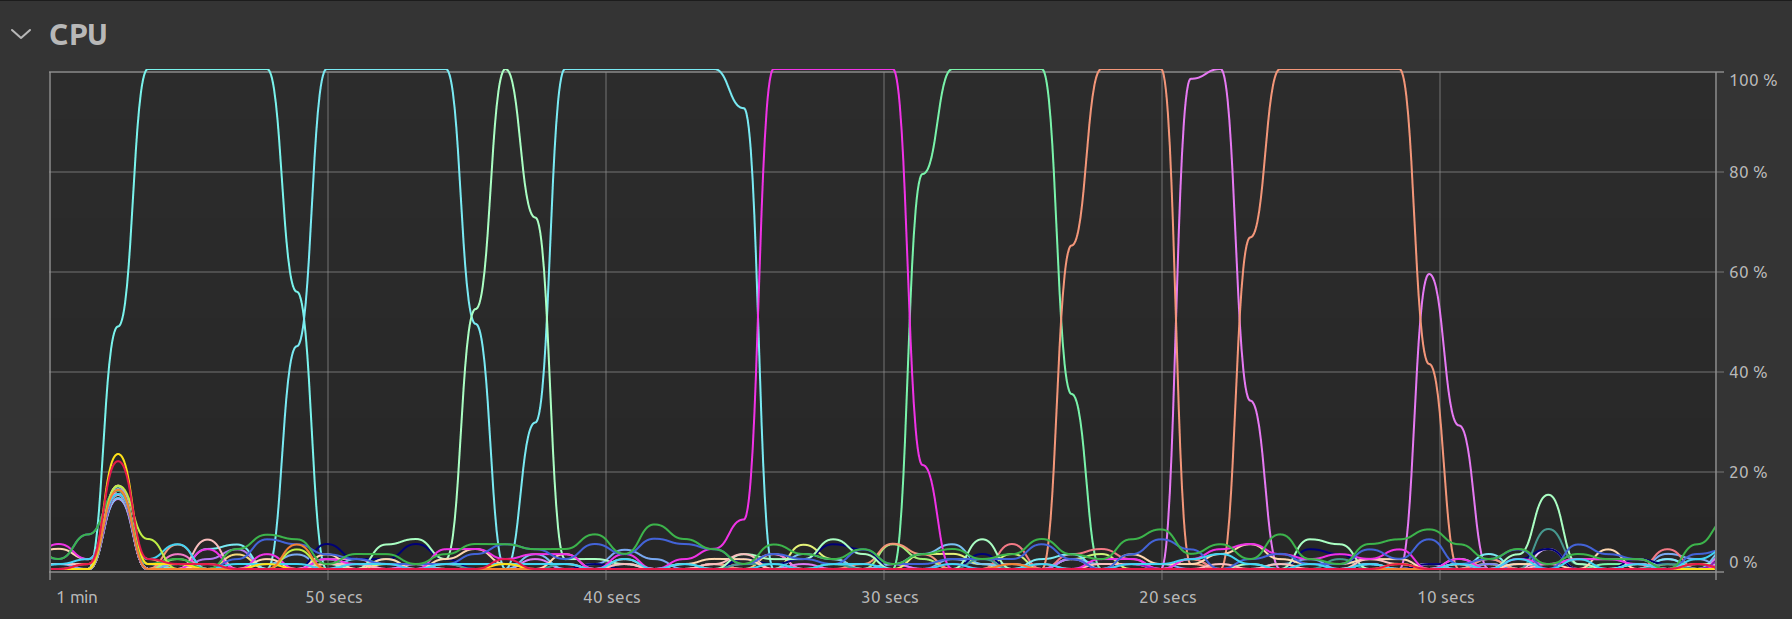 CPU
100 %
80 %
60 %
40 %
20 %
0 %
1 min
50 secs
40 secs
30 secs
20 secs
10 secs